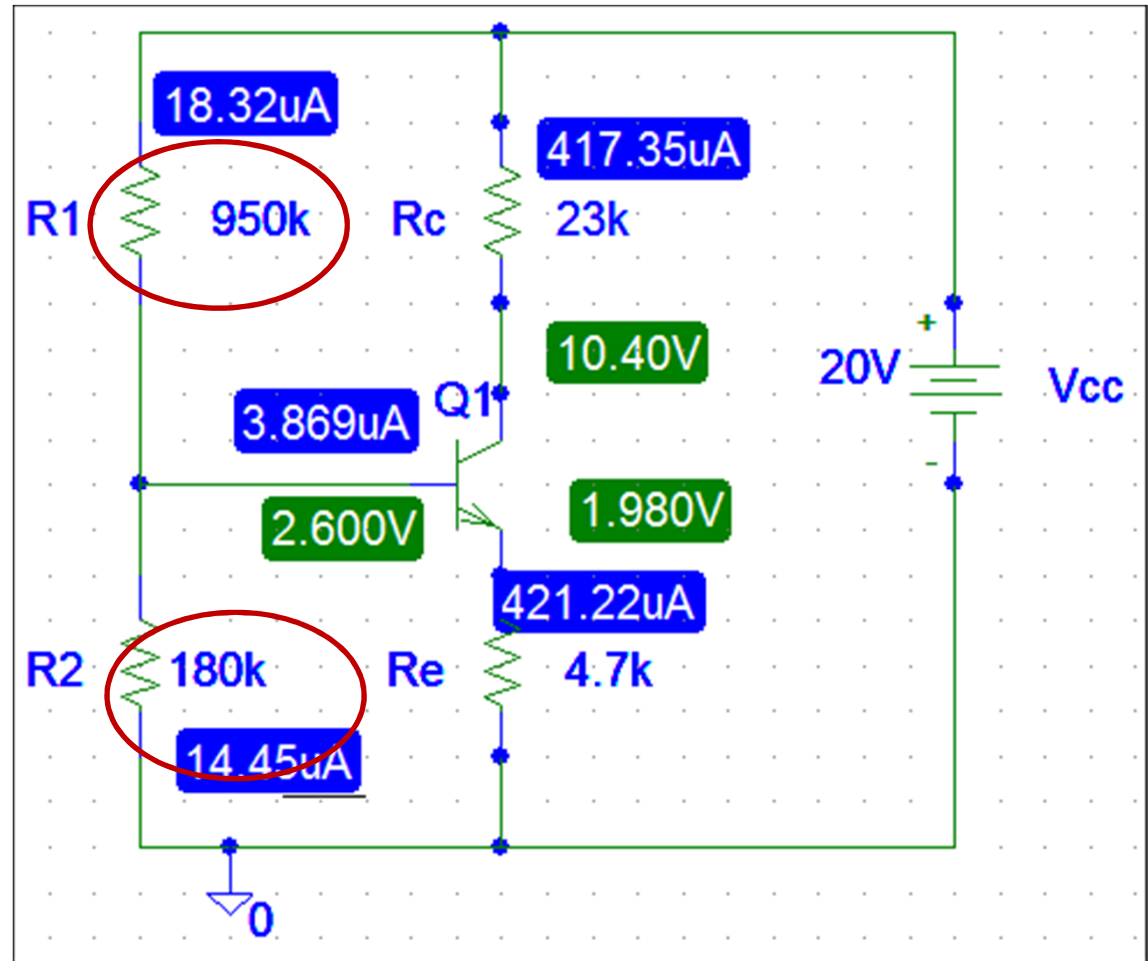 18.32uA
417.35uA
R1 950k Rc 23k
+
10.40V
20V Vcc
Q1
3.869uA
-
2.600V 1.980V
421.22uA
R2 180k Re 4.7k
14.45uA
0